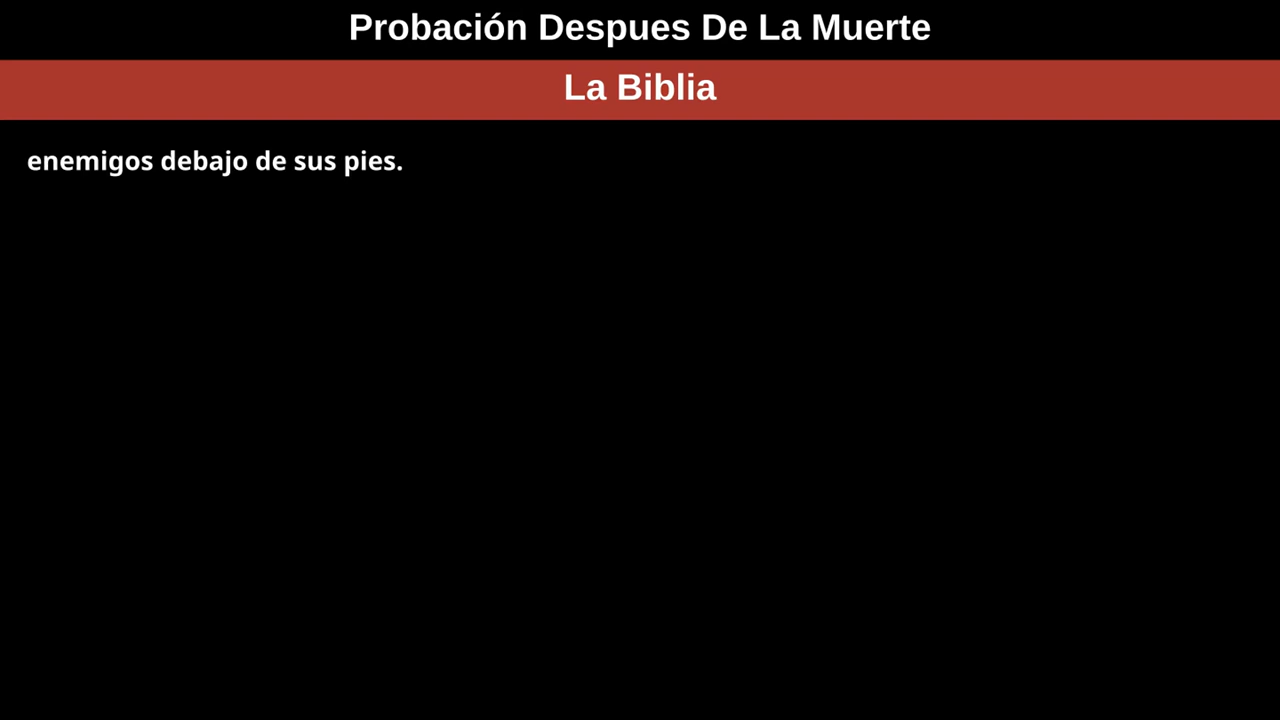 Probación Despues De La Muerte
La Biblia
enemigos debajo de sus pies.